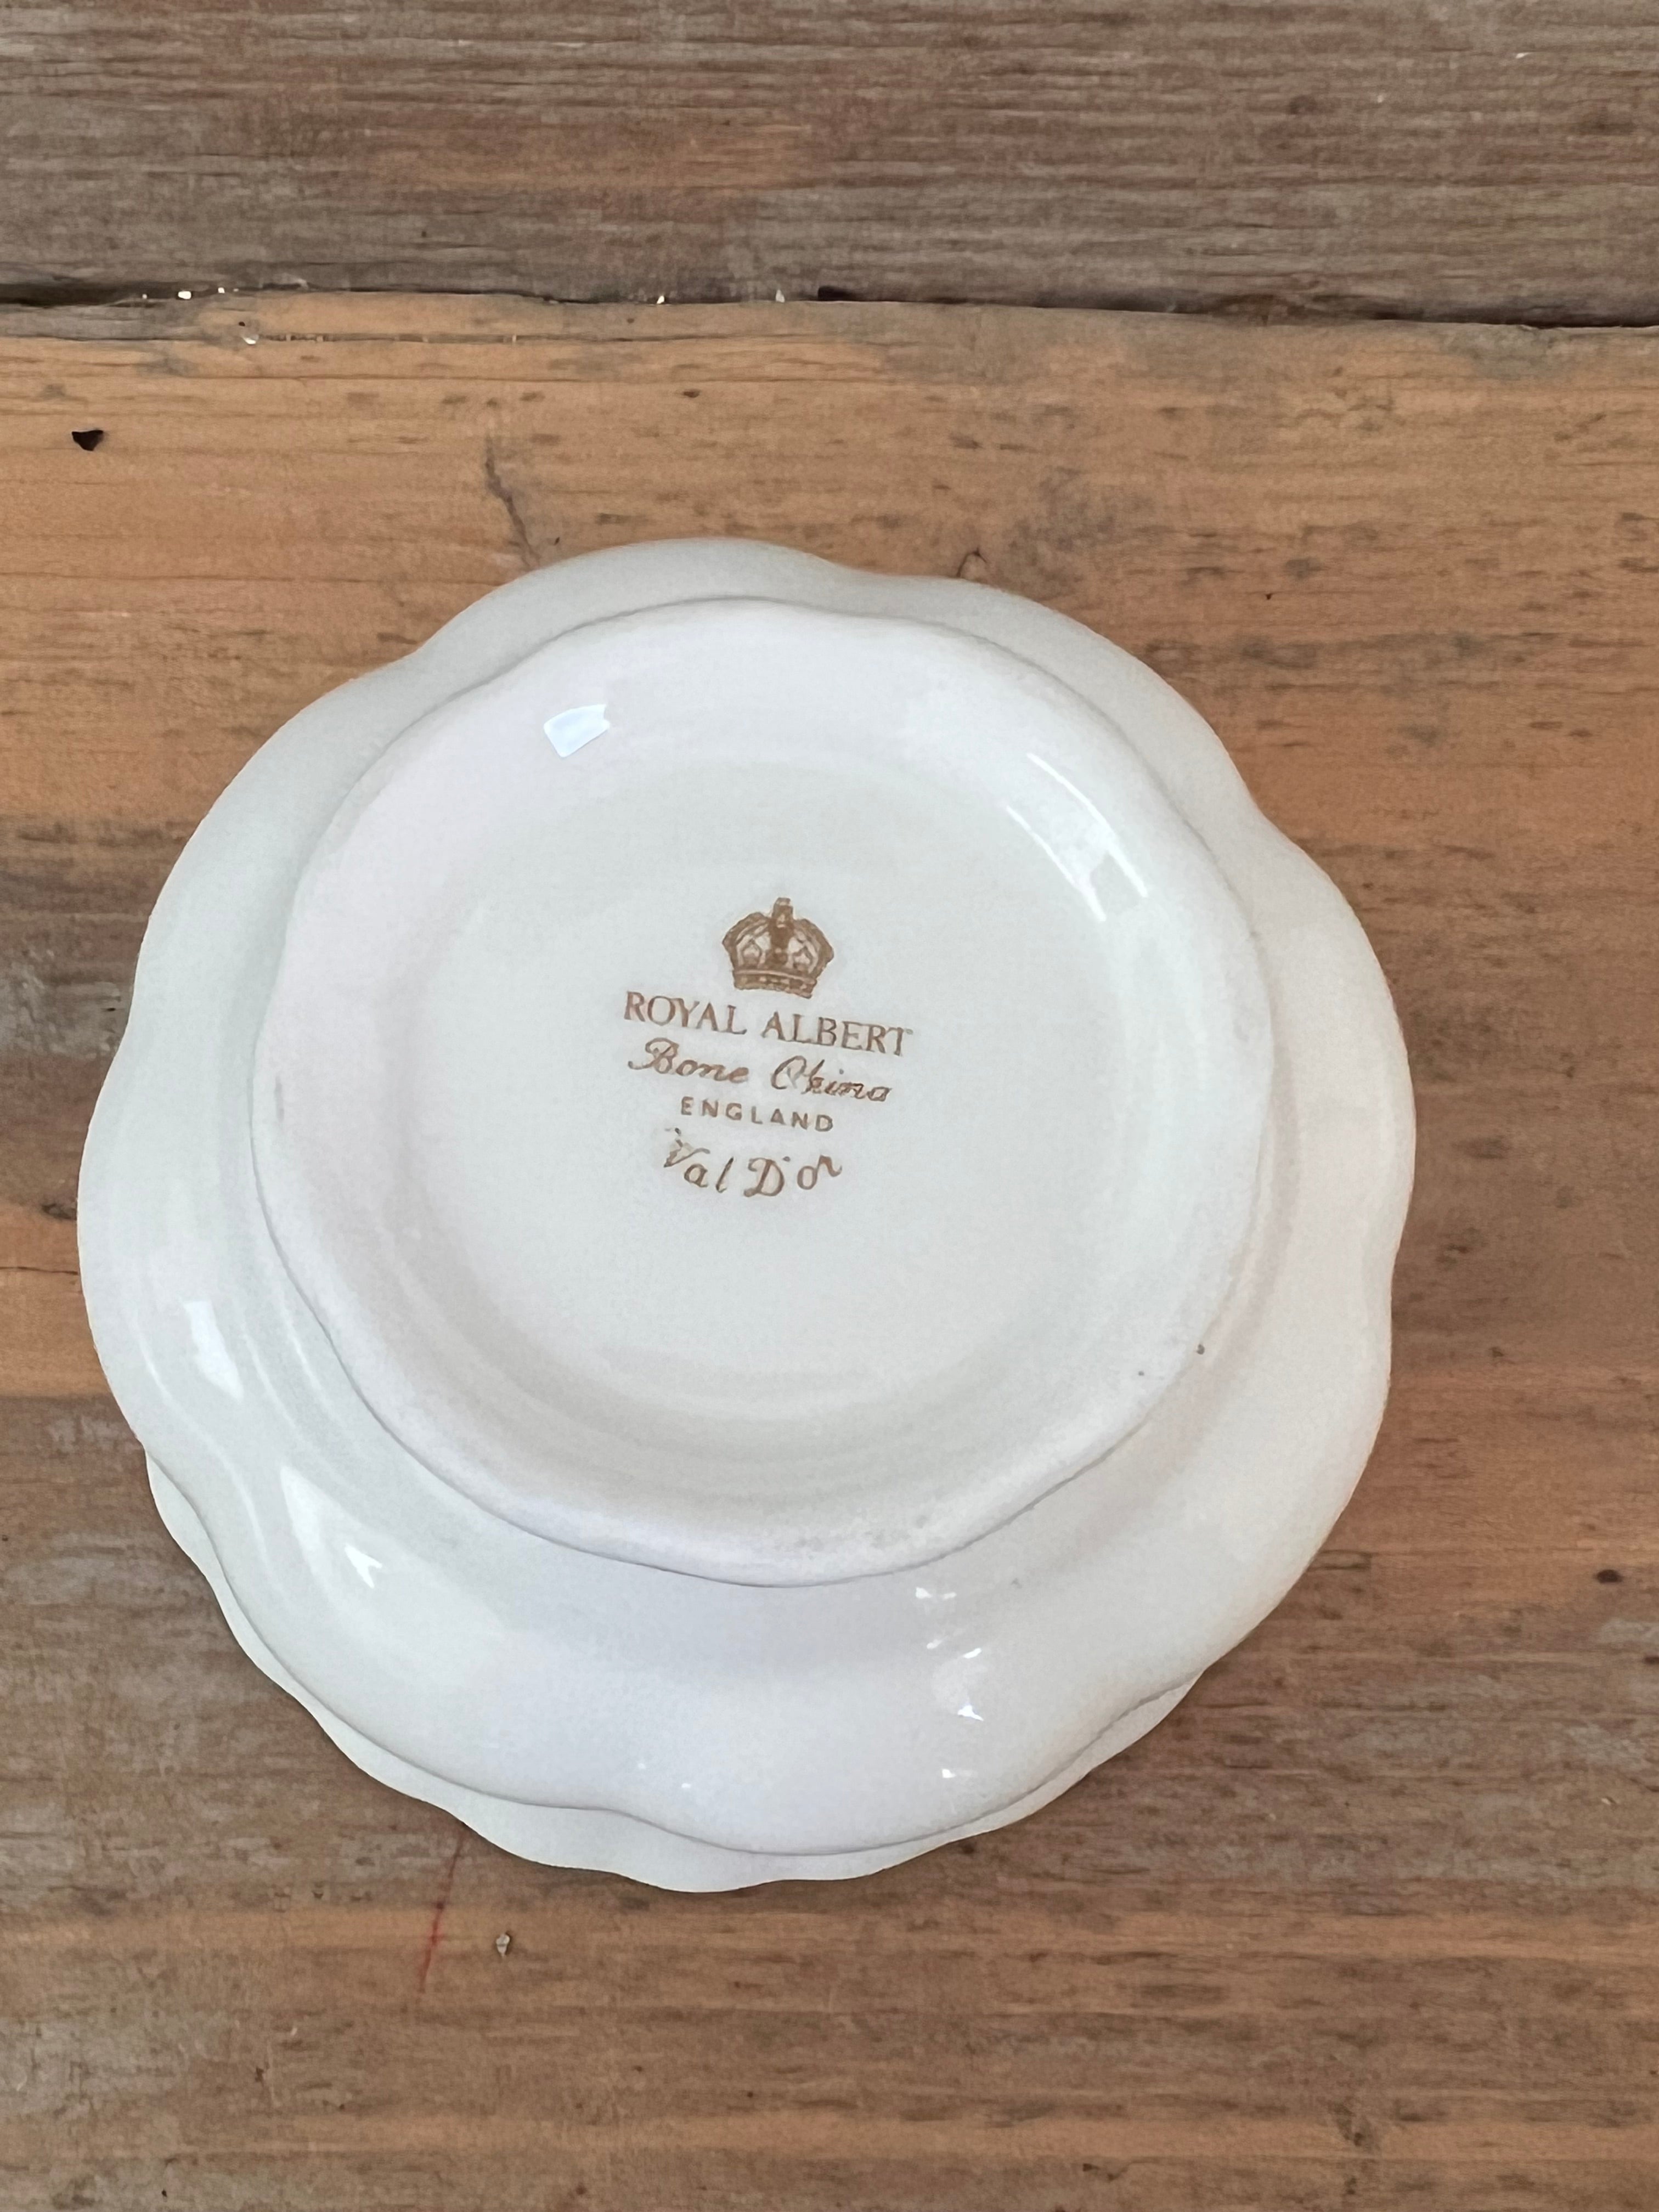 ROYAL ALBERT
Bone China
ENGLAND
Val D'or